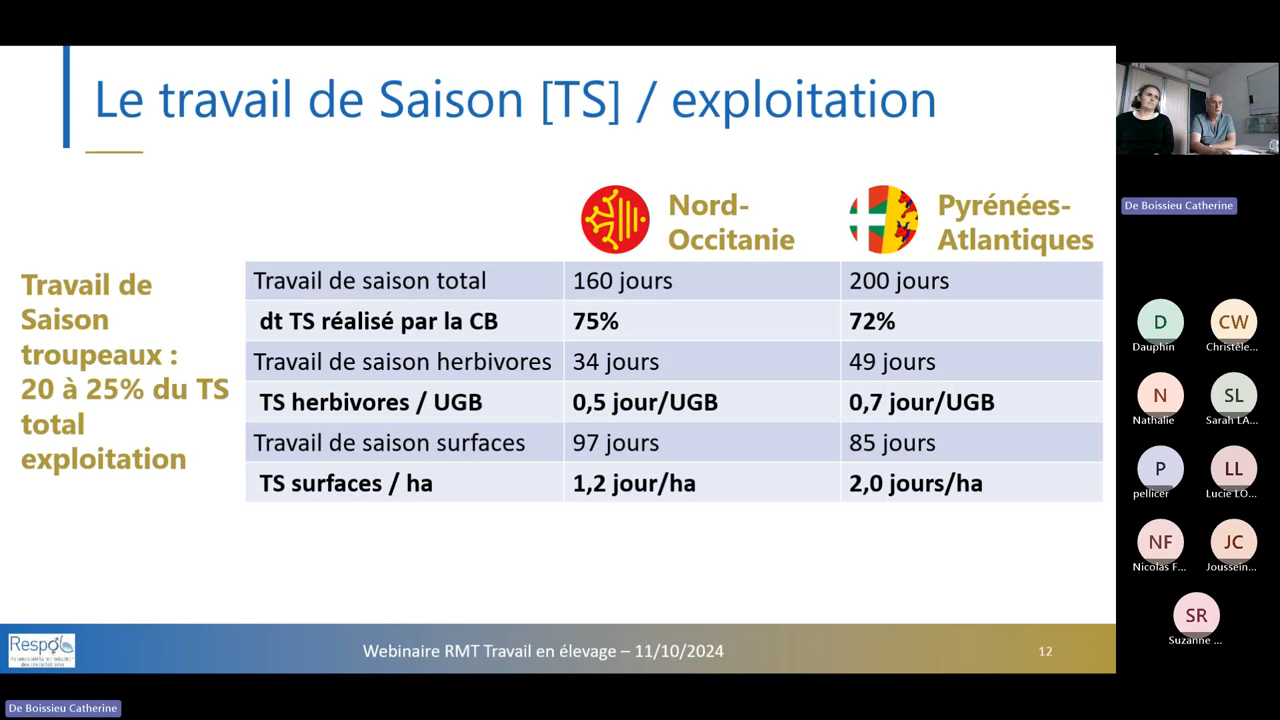 Le travail de Saison [TS] / exploitation
Nord-
Occitanie
Pyrénées-
Atlantiques
Travail de
Saison
troupeaux :
20 à 25% du TS
total
exploitation
Travail de saison total 160 jours 200 jours
dt TS réalisé par la CB 75% 72%
Travail de saison herbivores 34 jours 49 jours
TS herbivores / UGB 0,5 jour/UGB 0,7 jour/UGB
Travail de saison surfaces 97 jours 85 jours
TS surfaces / ha 1,2 jour/ha 2,0 jours/ha
Webinaire RMT Travail en élevage – 11/10/2024
12
De Boissieu Catherine
De Boissieu Catherine
D
Dauphin
CW
Christéle...
N
Nathalie
SL
Sarah LA...
P
pellicer
LL
Lucie LO...
NF
Nicolas F...
JC
Joussein...
SR
Suzanne ...